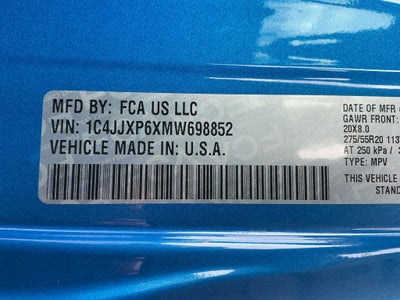 MFD BY: FCA US LLC
VIN: 1C4JJXP6XMW698852
VEHICLE MADE IN: U.S.A.
DATE OF MFR
GAWR FRONT:
20X8.0
275/55R20 113
AT 250 kPa /
TYPE: MPV
THIS VEHICLE
STAND